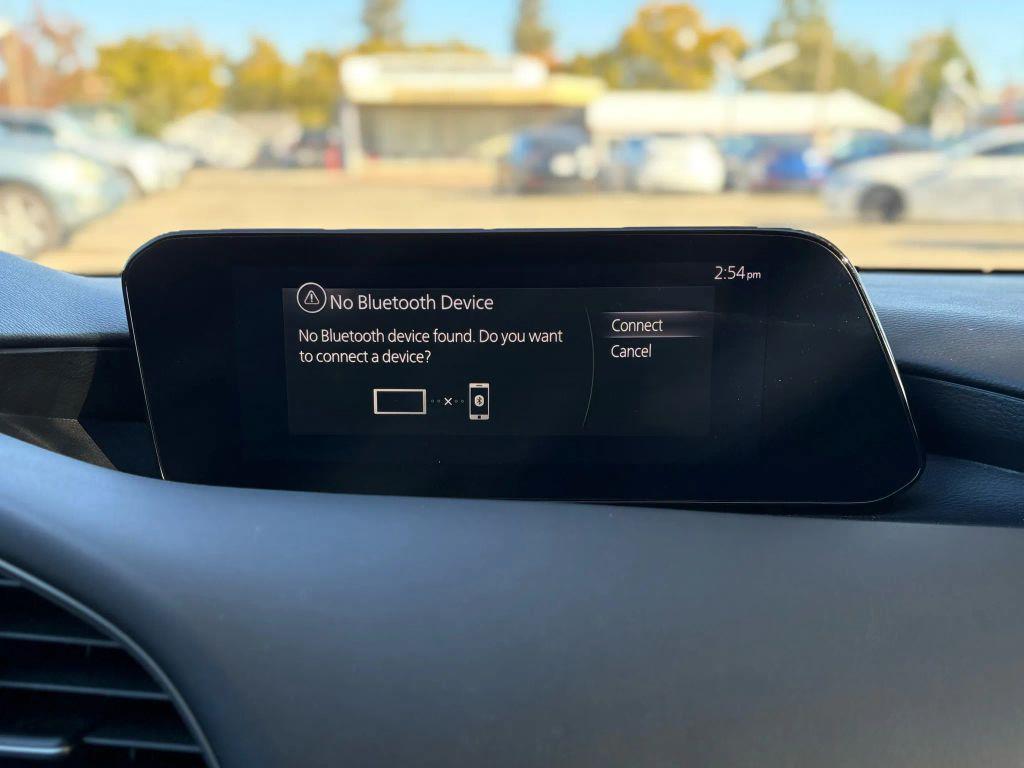 2:54pm
No Bluetooth Device
No Bluetooth device found. Do you want
to connect a device?
Connect
Cancel